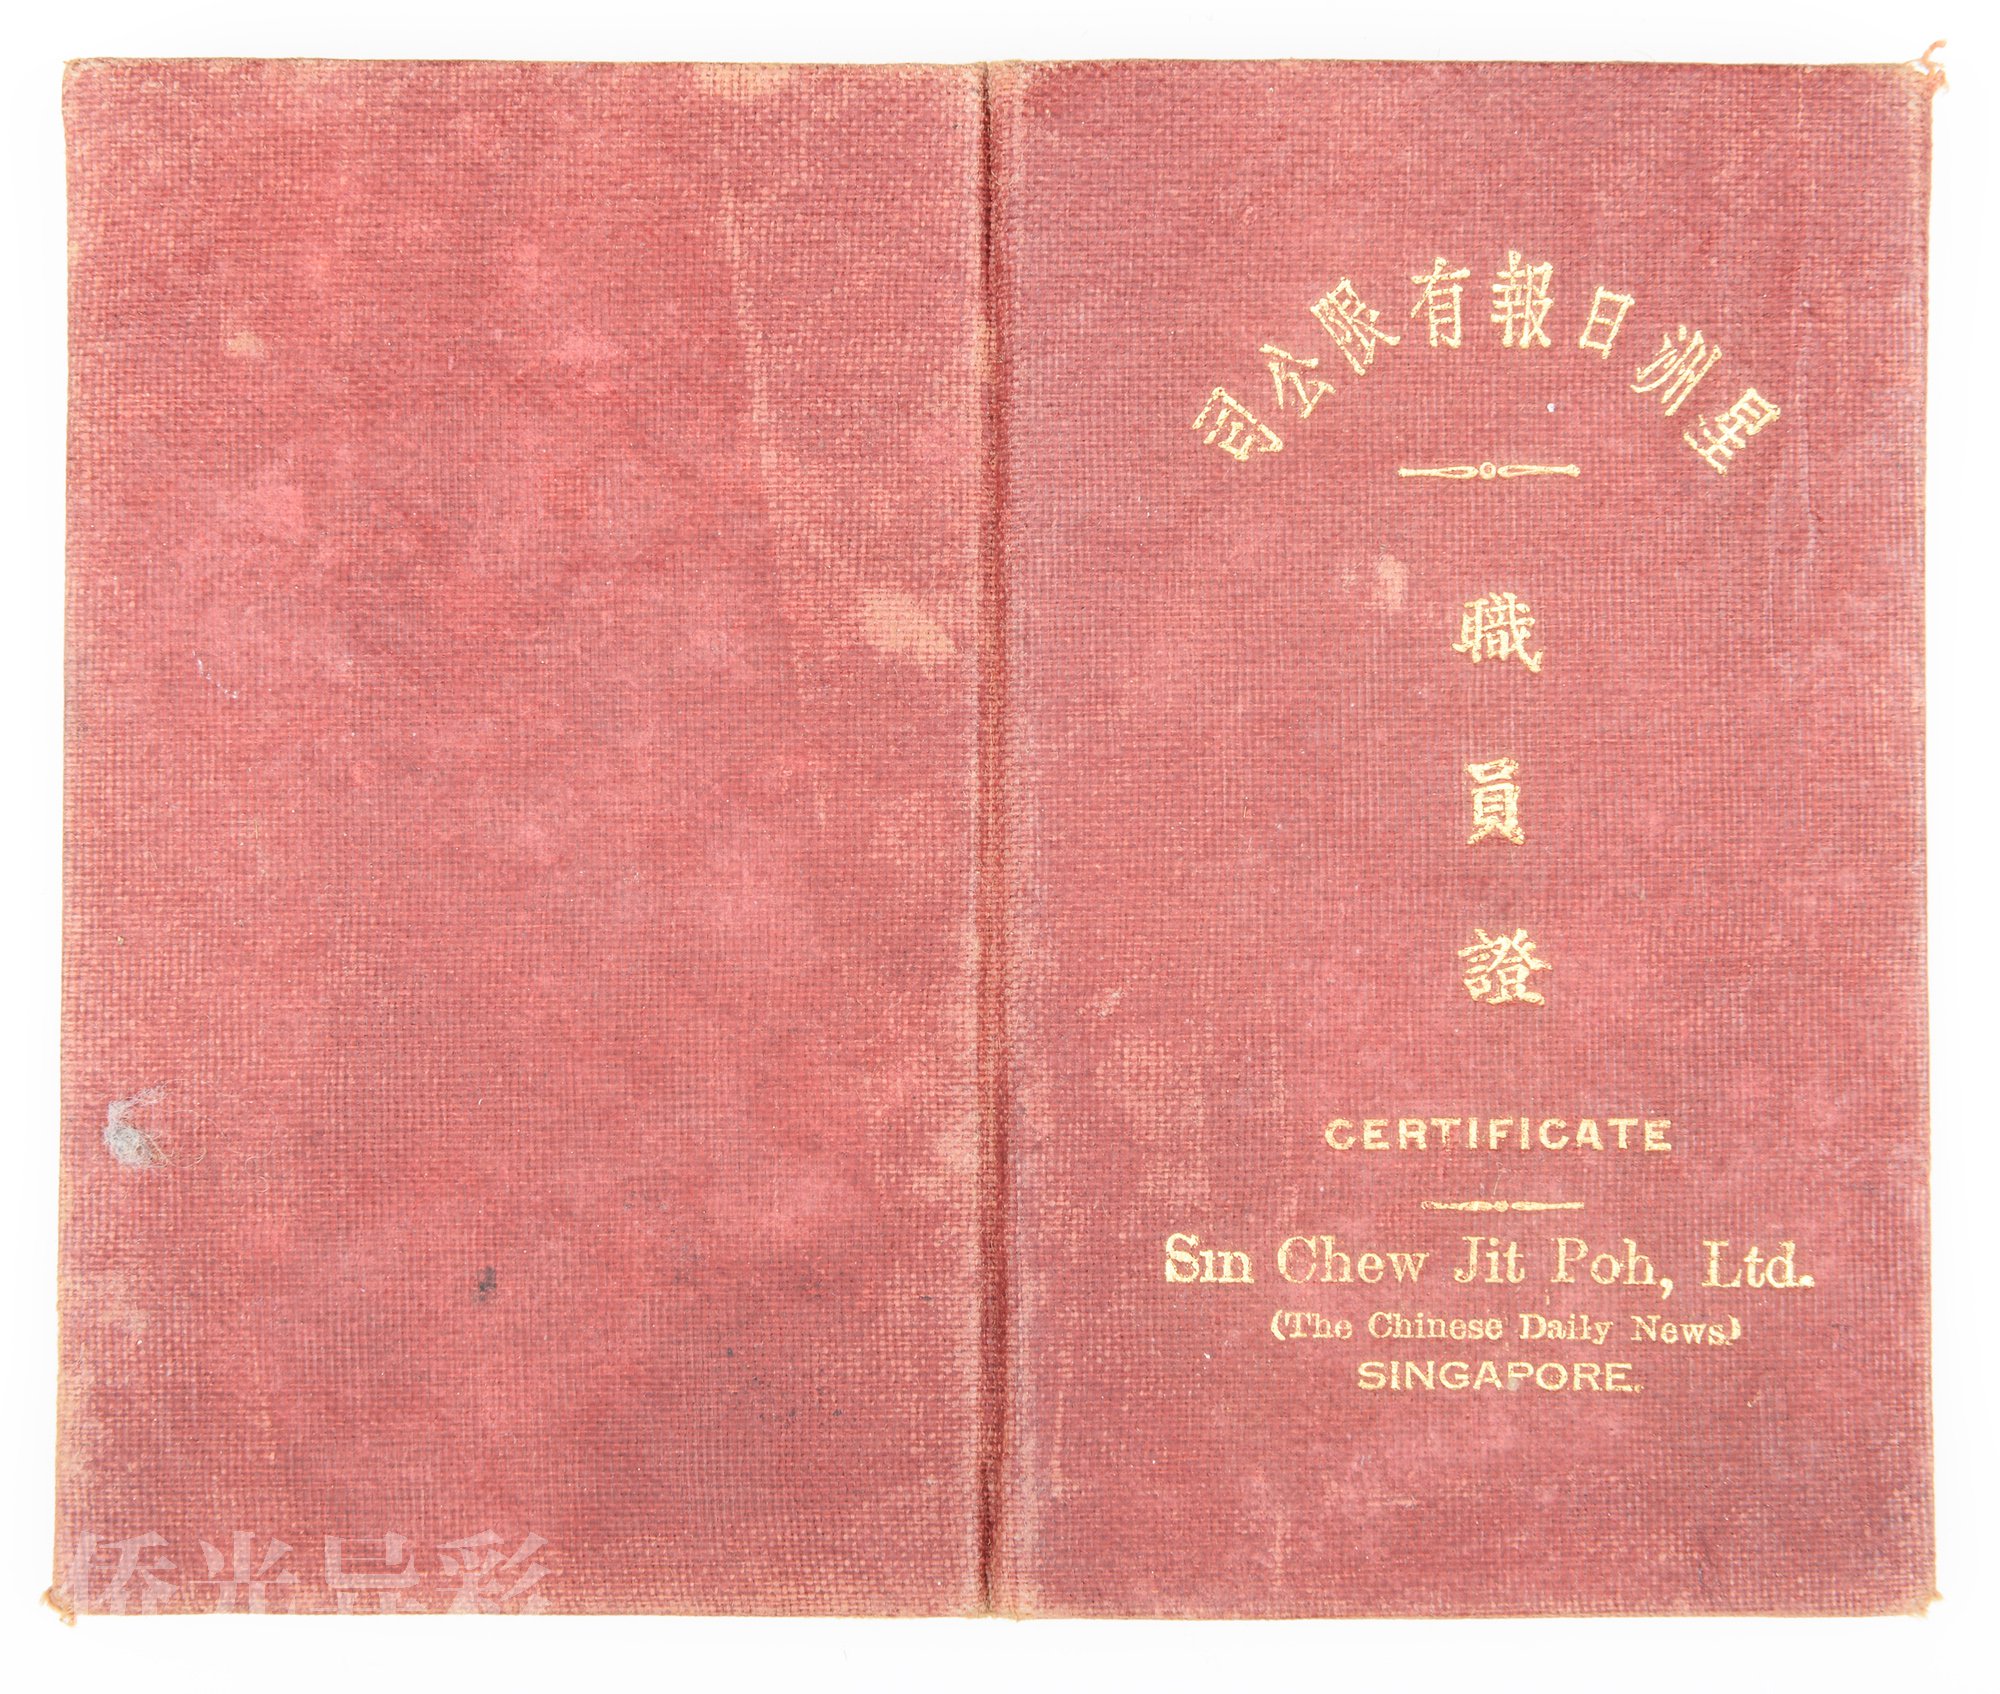 星洲日報有限公司
職員證
CERTIFICATE
Sin Chew Jit Poh, Ltd.
(The Chinese Daily News)
SINGAPORE.
侨光异彩